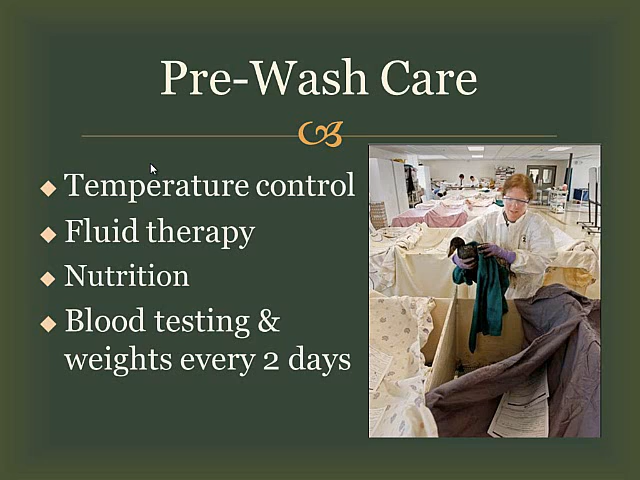 Pre-Wash Care
Temperature control
Fluid therapy
Nutrition
Blood testing &
weights every 2 days